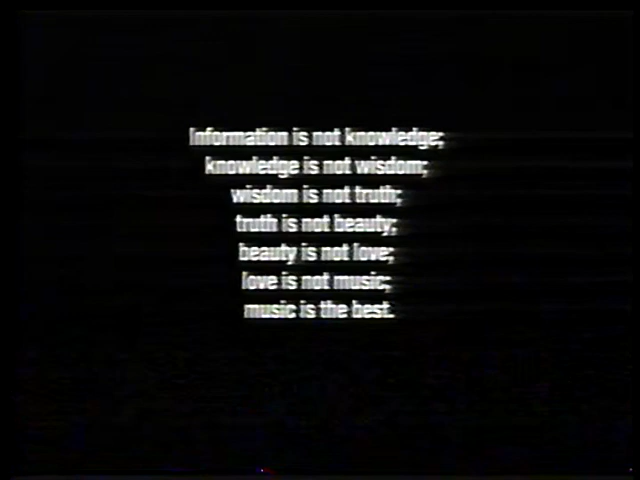 Information is not knowledge;
knowledge is not wisdom;
wisdom is not truth;
truth is not beauty;
beauty is not love;
love is not music;
music is the best.